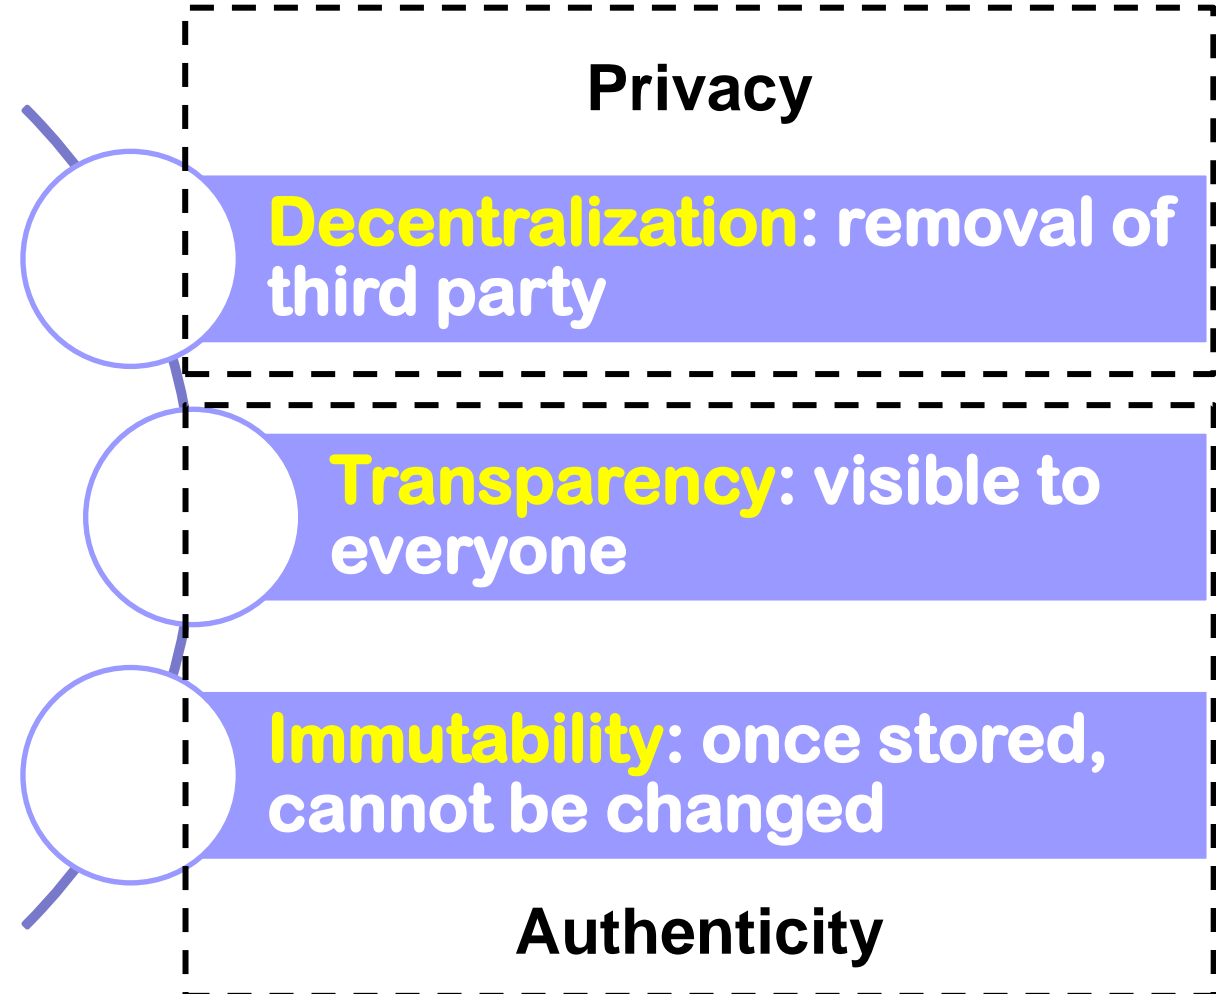 Privacy
Decentralization: removal of
third party
Transparency: visible to
everyone
Immutability: once stored,
cannot be changed
Authenticity